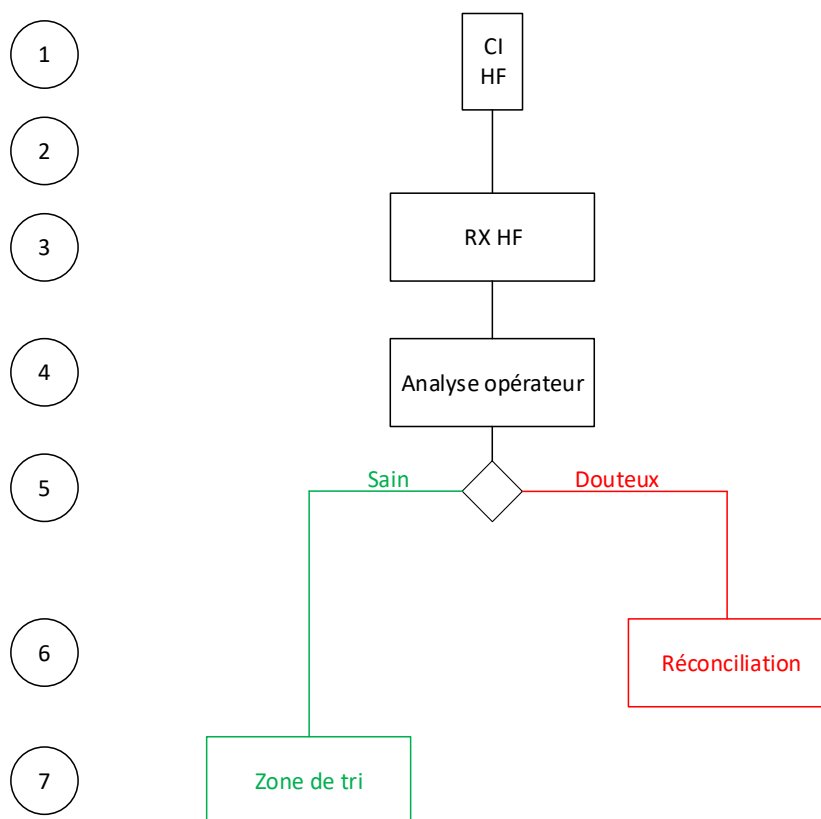 1
CI
HF
2
3
RX HF
4
Analyse opérateur
5
Sain
Douteux
6
Réconciliation
7
Zone de tri